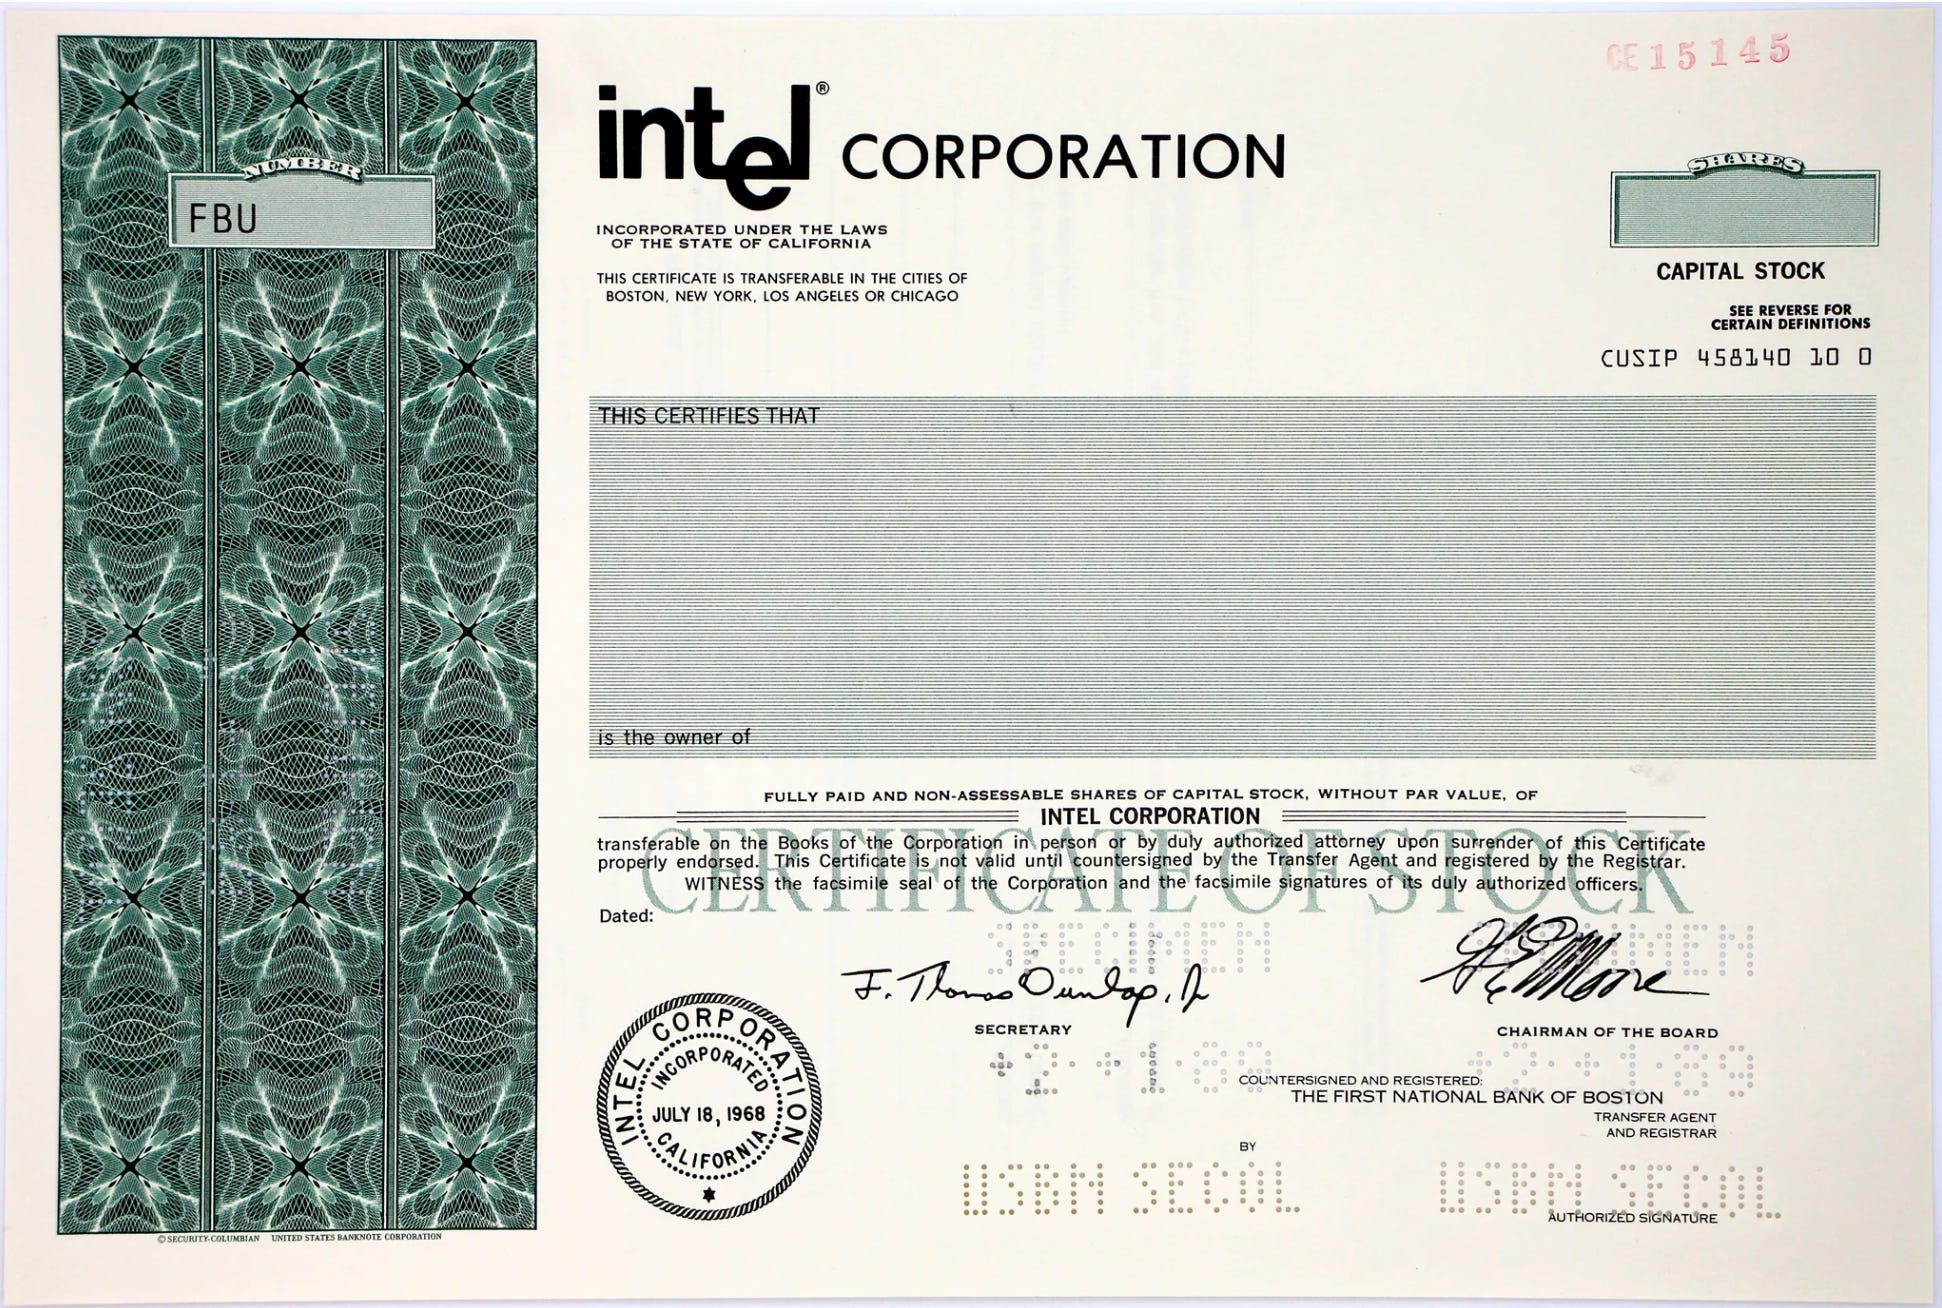 CE 15145
intel® CORPORATION
NUMBER
FBU
SHARES
INCORPORATED UNDER THE LAWS
OF THE STATE OF CALIFORNIA
THIS CERTIFICATE IS TRANSFERABLE IN THE CITIES OF
BOSTON, NEW YORK, LOS ANGELES OR CHICAGO
CAPITAL STOCK
SEE REVERSE FOR
CERTAIN DEFINITIONS
CUSIP 458140 10 0
THIS CERTIFIES THAT
is the owner of
FULLY PAID AND NON-ASSESSABLE SHARES OF CAPITAL STOCK, WITHOUT PAR VALUE, OF
INTEL CORPORATION
CERTIFICATE OF STOCK
transferable on the Books of the Corporation in person or by duly authorized attorney upon surrender of this Certificate
properly endorsed. This Certificate is not valid until countersigned by the Transfer Agent and registered by the Registrar.
WITNESS the facsimile seal of the Corporation and the facsimile signatures of its duly authorized officers.
Dated:
SPECIMEN SPECIMEN
F. Thomas Dunlap, Jr
G E Moore
SECRETARY
CHAIRMAN OF THE BOARD
INTEL CORPORATION
INCORPORATED
JULY 18, 1968
CALIFORNIA
COUNTERSIGNED AND REGISTERED:
THE FIRST NATIONAL BANK OF BOSTON
TRANSFER AGENT
AND REGISTRAR
BY
USBN SECOL USBN SECOL
AUTHORIZED SIGNATURE
© SECURITY-COLUMBIAN UNITED STATES BANKNOTE CORPORATION